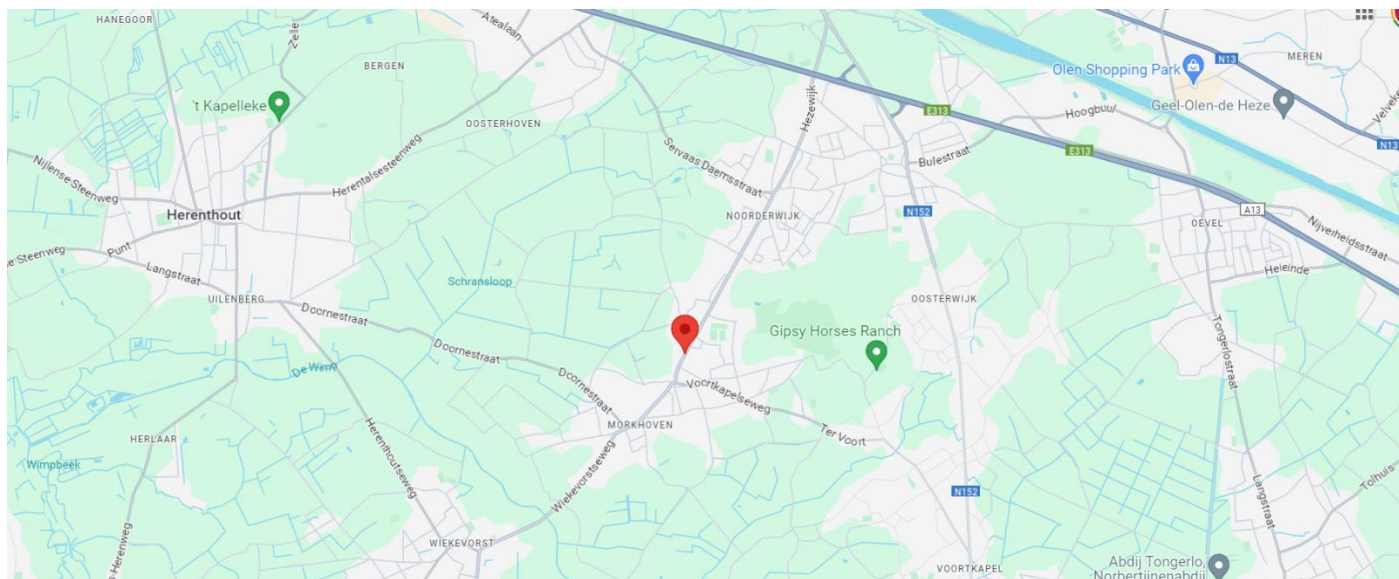 HANEGOOR
Zelle
Atealaan
BERGEN
't Kapelleke
OOSTERHOVEN
Herentalsesteenweg
Nijlense Steenweg
Herenthout
Punt
e Steenweg
Langstraat
UILENBERG
Schransloop
Doornestraat
Doornestraat
Doornestraat
De Wimp
HERLAAR
Wimpbeek
Herenthoutseweg
Herenweg
WIEKEVORST
Wiekevorstseweg
MORKHOVEN
Voortkapelseweg
Ter Voort
Servaas Daemsstraat
Hezewijk
NOORDERWIJK
Gipsy Horses Ranch
OOSTERWIJK
N152
N152
VOORTKAPEL
Bulestraat
E313
E313
Hoogbuul
Olen Shopping Park
Geel-Olen-de Heze
N13
MEREN
N13
A13
OEVEL
Nijverheidsstraat
Heleinde
Tongerlostraat
Langstraat
Tolhuis
Abdij Tongerlo,
Norbertijnenabdij